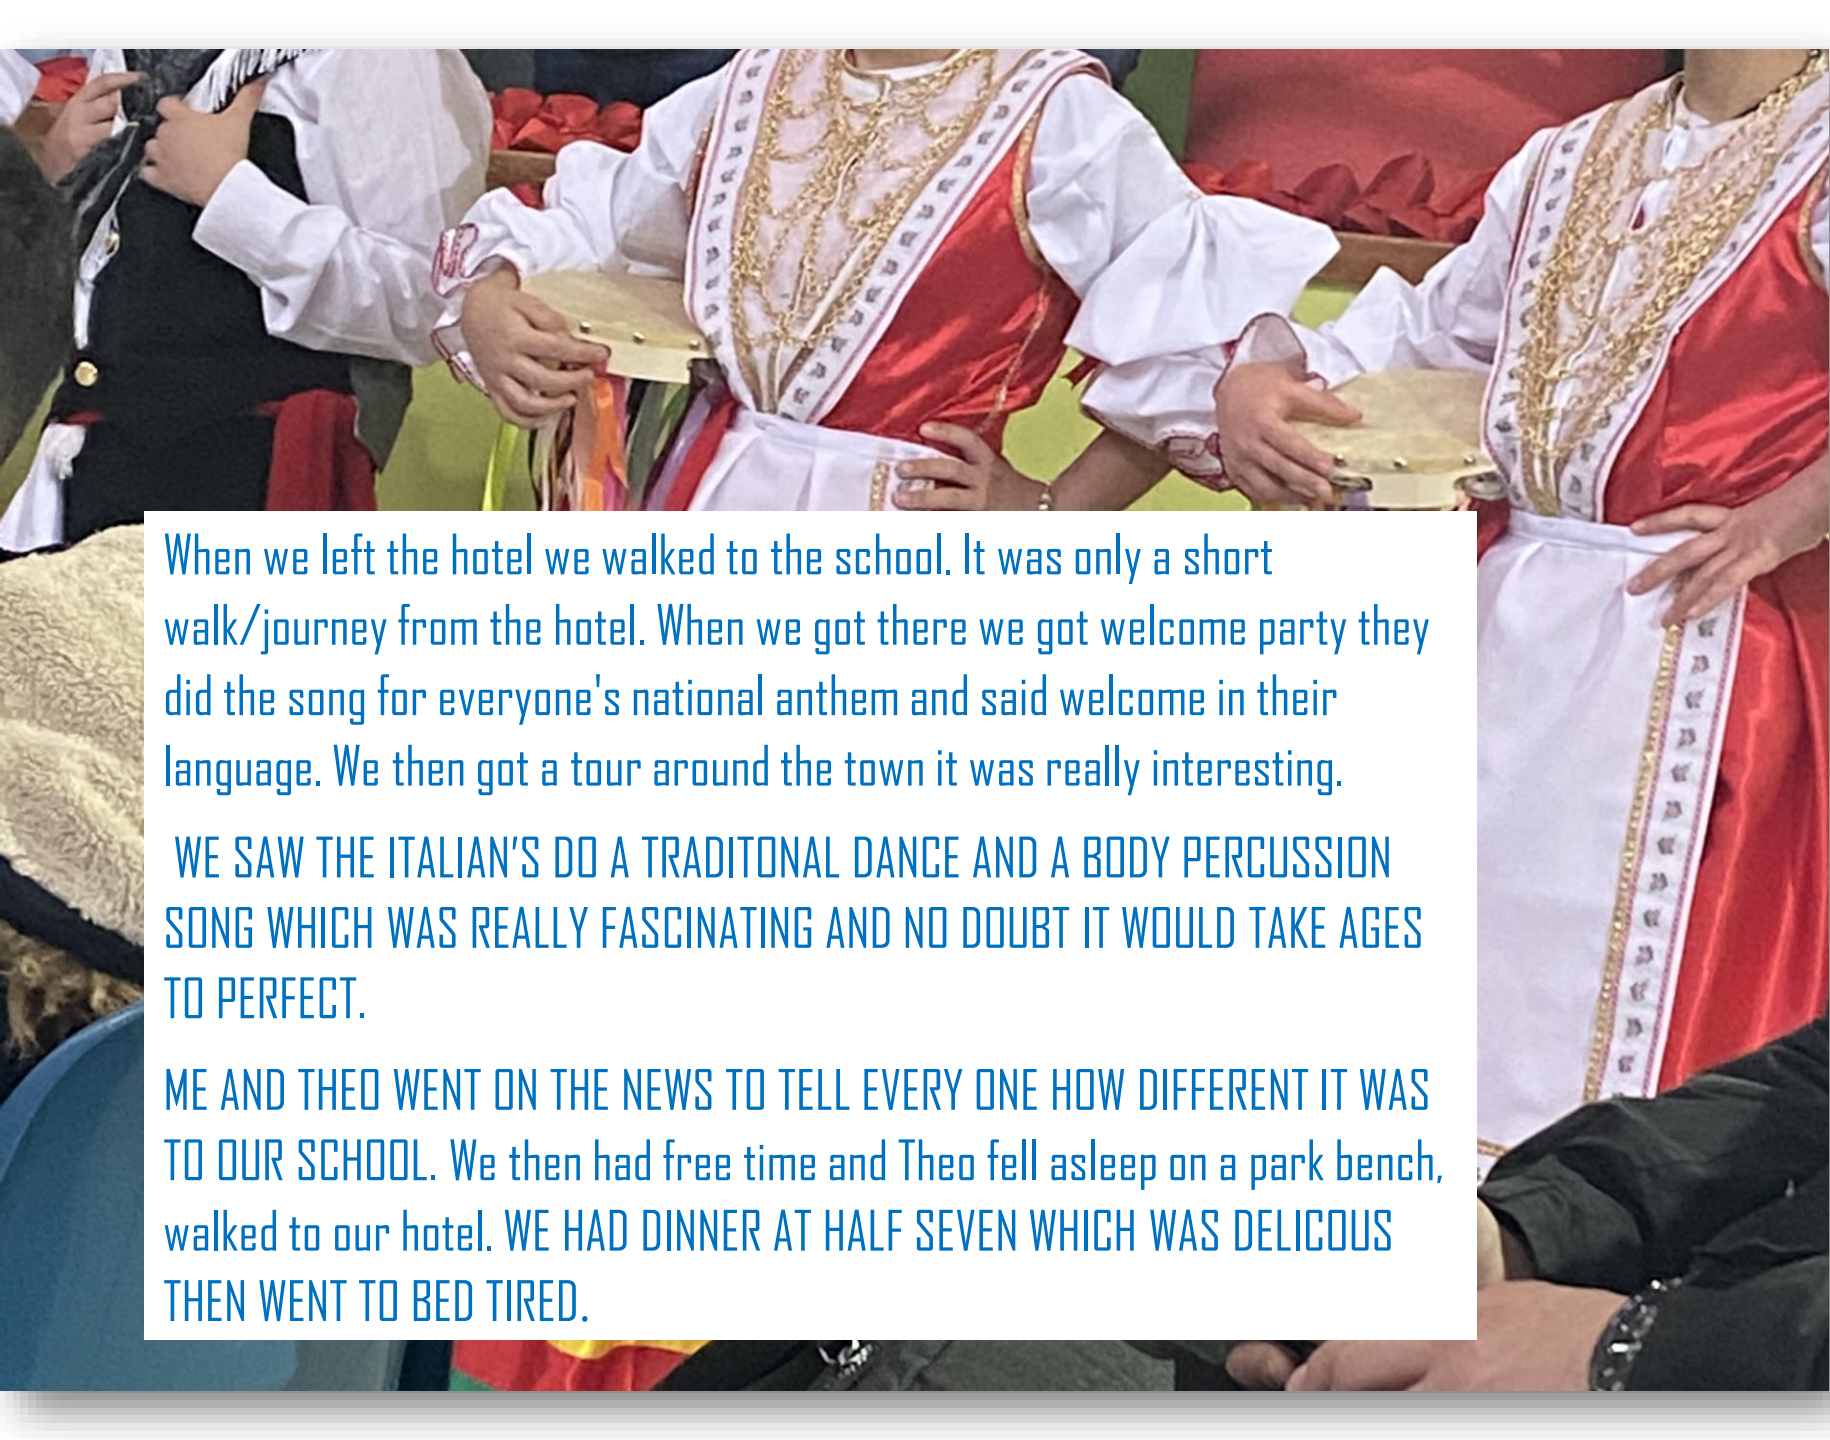 When we left the hotel we walked to the school. It was only a short
walk/journey from the hotel. When we got there we got welcome party they
did the song for everyone's national anthem and said welcome in their
language. We then got a tour around the town it was really interesting.
WE SAW THE ITALIAN’S DO A TRADITONAL DANCE AND A BODY PERCUSSION
SONG WHICH WAS REALLY FASCINATING AND NO DOUBT IT WOULD TAKE AGES
TO PERFECT.
ME AND THEO WENT ON THE NEWS TO TELL EVERY ONE HOW DIFFERENT IT WAS
TO OUR SCHOOL. We then had free time and Theo fell asleep on a park bench,
walked to our hotel. WE HAD DINNER AT HALF SEVEN WHICH WAS DELICOUS
THEN WENT TO BED TIRED.